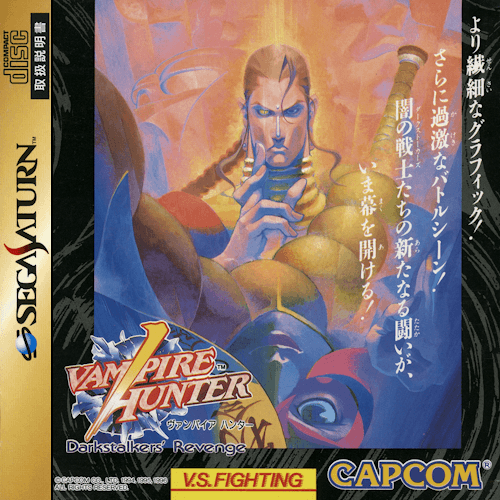 COMPACT
disc
取扱説明書
SEGA SATURN™
より繊細なグラフィック!
さらに過激なバトルシーン!
闇の戦士たちの新たなる闘いが、
いま幕を開ける!
VAMPIRE™
HUNTER
ヴァンパイア ハンター
Darkstalkers' Revenge
©CAPCOM CO., LTD. 1994, 1995, 1996
ALL RIGHTS RESERVED.
V.S. FIGHTING
CAPCOM®